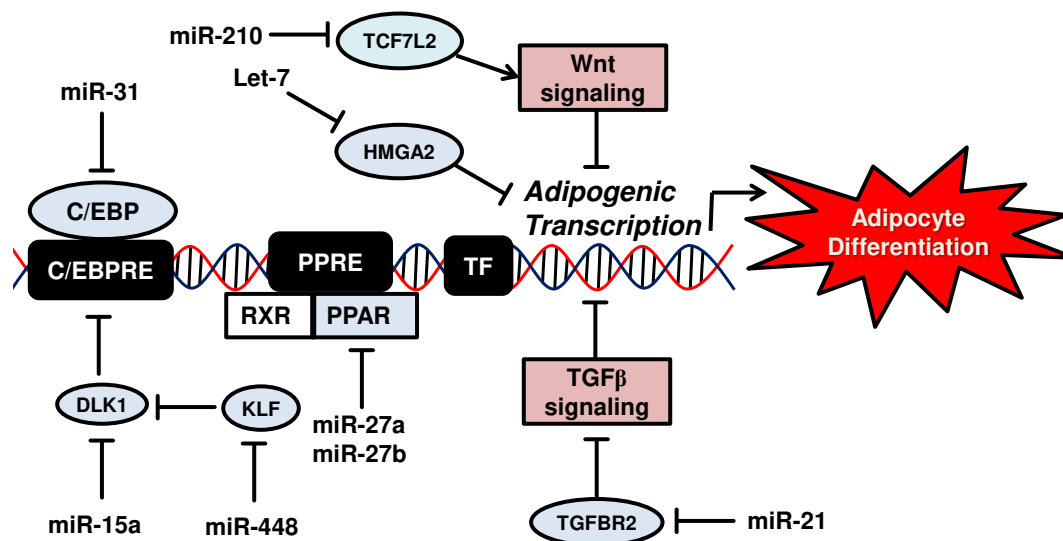 miR-210
TCF7L2
Wnt
signaling
Let-7
miR-31
HMGA2
C/EBP
Adipogenic
Transcription
Adipocyte
Differentiation
C/EBPRE
PPRE
TF
RXR
PPAR
TGFβ
signaling
DLK1
KLF
miR-27a
miR-27b
miR-15a
miR-448
TGFBR2
miR-21